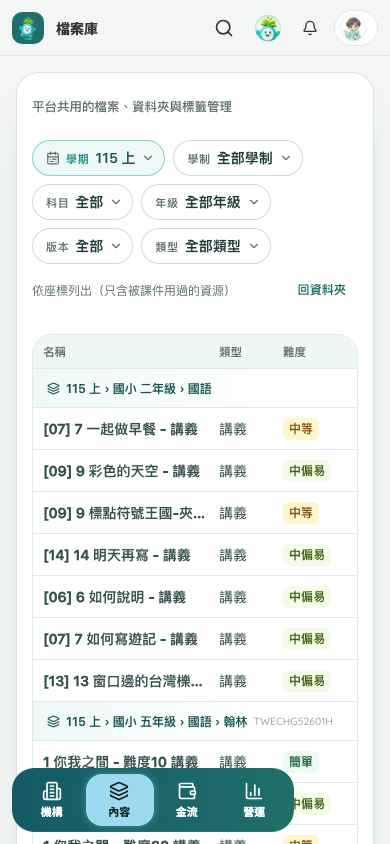 檔案庫
平台共用的檔案、資料夾與標籤管理
學期 115 上
學制 全部學制
科目 全部
年級 全部年級
版本 全部
類型 全部類型
依座標列出（只含被課件用過的資源） 回資料夾
名稱 類型 難度
115 上 › 國小 二年級 › 國語
[07] 7 一起做早餐 - 講義 講義 中等
[09] 9 彩色的天空 - 講義 講義 中偏易
[09] 9 標點符號王國-夾... 講義 中等
[14] 14 明天再寫 - 講義 講義 中偏易
[06] 6 如何說明 - 講義 講義 中偏易
[07] 7 如何寫遊記 - 講義 講義 中偏易
[13] 13 窗口邊的台灣欒... 講義 中偏易
115 上 › 國小 五年級 › 國語 › 翰林 TWECHG52601H
1 你我之間 - 難度10 講義 講義 簡單
中偏易
機構 內容 金流 營運